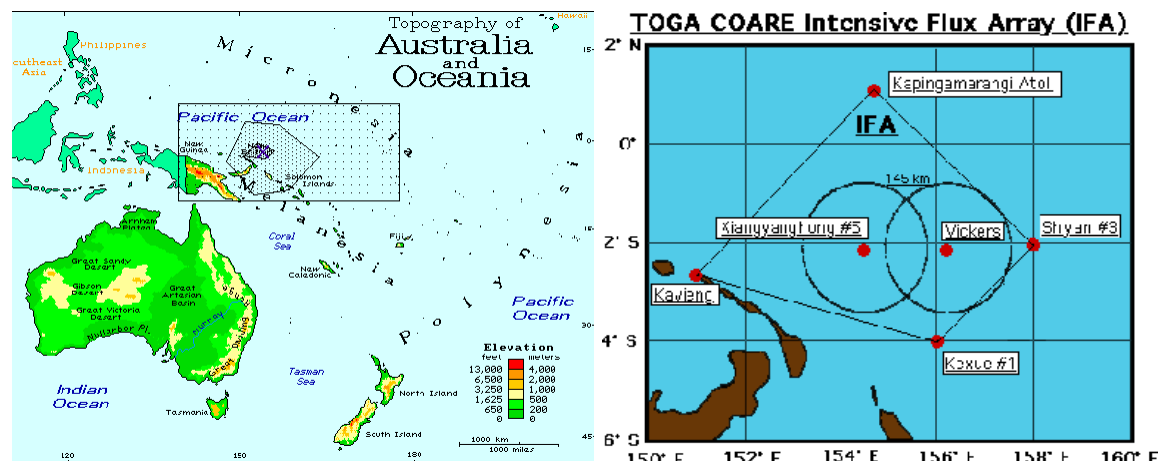 Topography of
Australia
and
Oceania
Hawaii
Philippines
Asia
15-
Micronesia
Pacific Ocean
New
Guinea
Indonesia
Solomon
Islands
0-
Melanesia
Polynesia
Coral
Sea
Fiji
15-
New
Caledonia
Arnhem
Plateau
Great Sandy
Desert
Gibson
Desert
Great
Artesian
Basin
Great Victoria
Desert
Nullarbor Pl.
Murray
Great Dividing Range
Pacific
Ocean
30-
Tasman
Sea
Indian
Ocean
Tasmania
North Island
South Island
Elevation
feet meters
13,000 4,000
6,500 2,000
3,250 1,000
1,625 500
650 200
0 0
1000 km
1000 miles
45-
120 150 180
TOGA COARE Intensive Flux Array (IFA)
2° N
0°
2° S
4° S
6° S
Kapingamarangi Atoll
IFA
145 km
Xiangyanghong #5
Vickers
Shiyan #3
Kavieng
Kexue #1
150° E 152° E 154° E 156° E 158° E 160° E